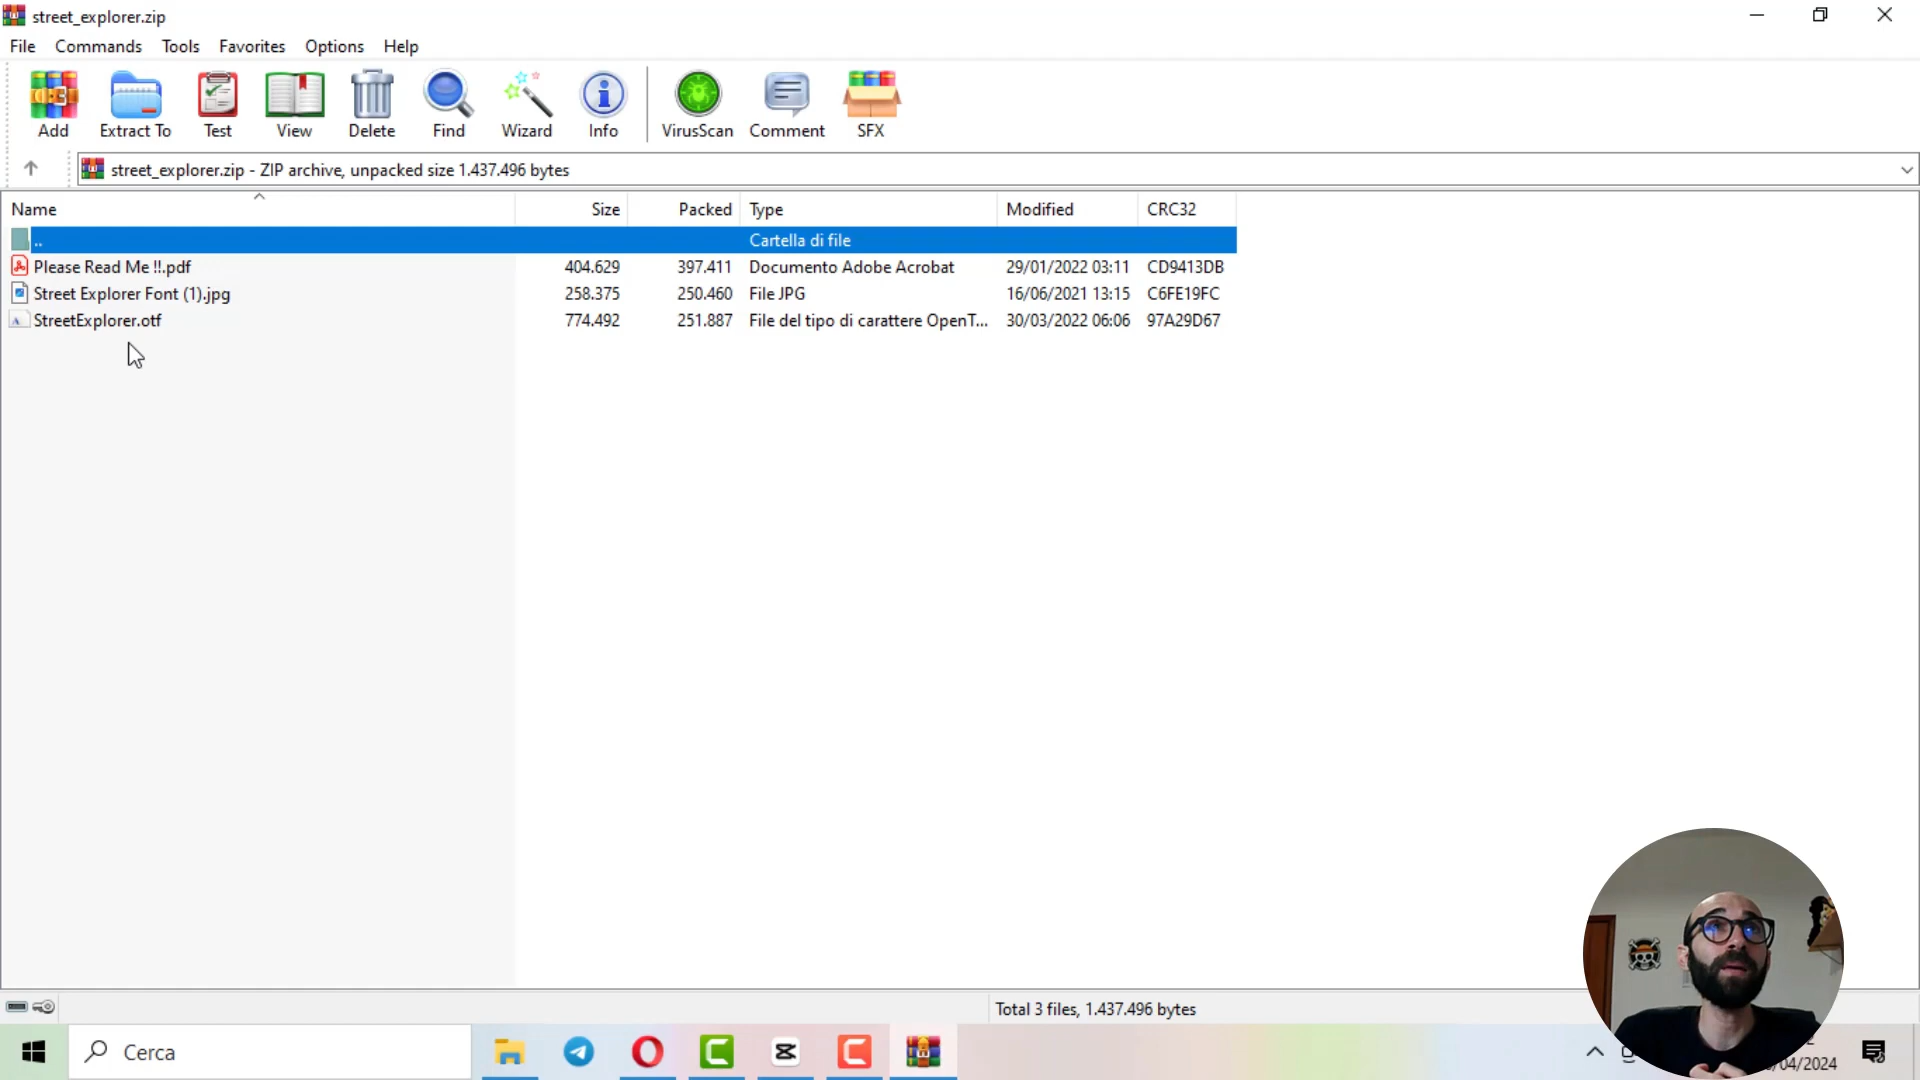 street_explorer.zip
File Commands Tools Favorites Options Help
Add Extract To Test View Delete Find Wizard Info VirusScan Comment SFX
street_explorer.zip - ZIP archive, unpacked size 1.437.496 bytes
Name Size Packed Type Modified CRC32
.. Cartella di file
Please Read Me !!.pdf 404.629 397.411 Documento Adobe Acrobat 29/01/2022 03:11 CD9413DB
Street Explorer Font (1).jpg 258.375 250.460 File JPG 16/06/2021 13:15 C6FE19FC
StreetExplorer.otf 774.492 251.887 File del tipo di carattere OpenT... 30/03/2022 06:06 97A29D67
Total 3 files, 1.437.496 bytes
Cerca
/04/2024